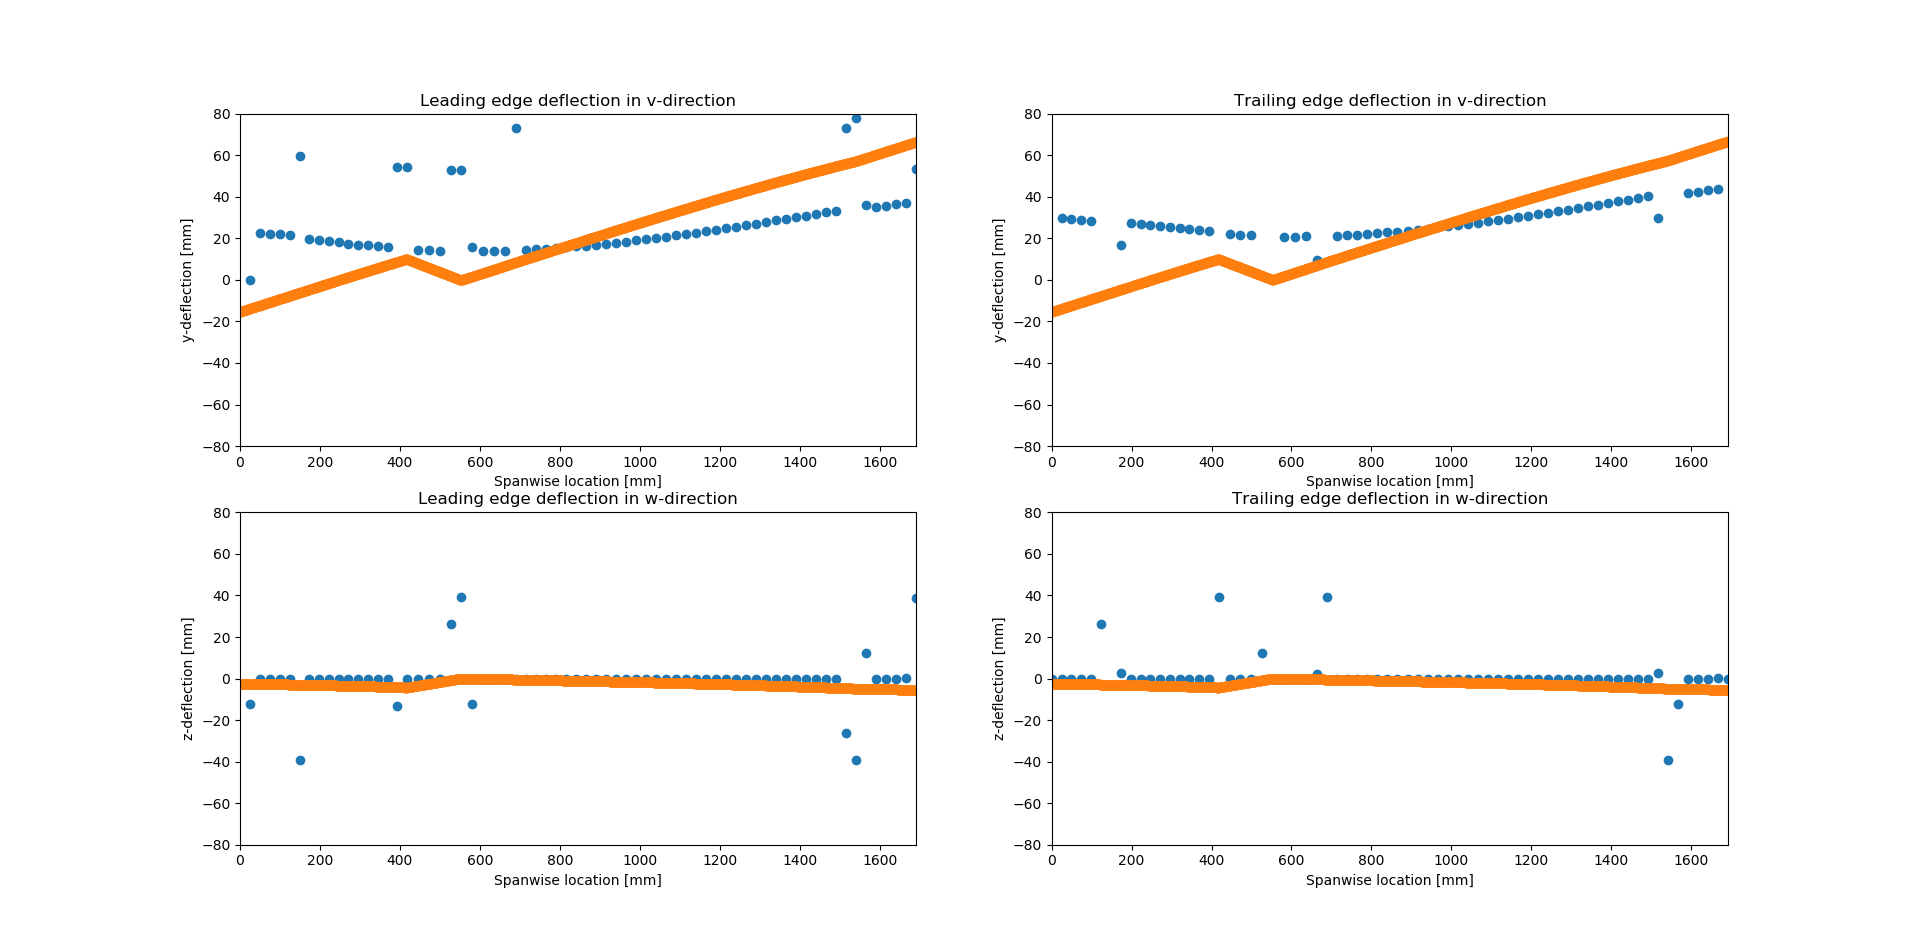 Leading edge deflection in v-direction
80
60
40
20
0
−20
−40
−60
−80
y-deflection [mm]
0 200 400 600 800 1000 1200 1400 1600
Spanwise location [mm]
Trailing edge deflection in v-direction
80
60
40
20
0
−20
−40
−60
−80
y-deflection [mm]
0 200 400 600 800 1000 1200 1400 1600
Spanwise location [mm]
Leading edge deflection in w-direction
80
60
40
20
0
−20
−40
−60
−80
z-deflection [mm]
0 200 400 600 800 1000 1200 1400 1600
Spanwise location [mm]
Trailing edge deflection in w-direction
80
60
40
20
0
−20
−40
−60
−80
z-deflection [mm]
0 200 400 600 800 1000 1200 1400 1600
Spanwise location [mm]